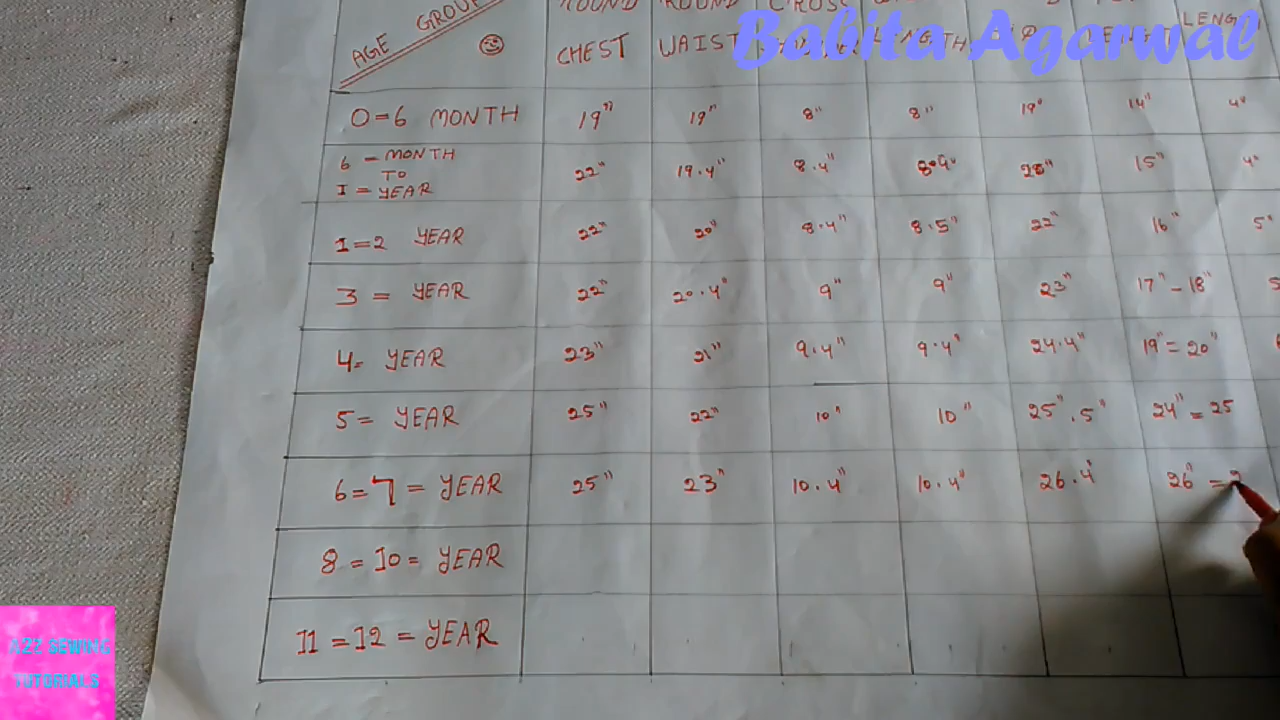 AGE GROUP
ROUND CHEST
ROUND WAIST
CROSS
LENGTH
LENGTH
LENGTH
Babita Agarwal
0=6 MONTH 19" 19" 8" 8" 19" 14" 4"
6 - MONTH
TO
1 = YEAR 22" 19.4" 8.4" 15" 4"
1=2 YEAR 22" 20" 8.4" 8.5" 22" 16" 5"
3 = YEAR 22" 20.4" 9" 9" 23" 17" - 18" 5
4= YEAR 23" 21" 9.4" 9.4" 24.4" 19" = 20"
5= YEAR 25" 22" 10" 10" 25".5" 24" = 25
6=7= YEAR 25" 23" 10.4" 10.4" 26.4" 26" =
8 = 10 = YEAR
11 = 12 = YEAR
A2Z SEWING
TUTORIALS